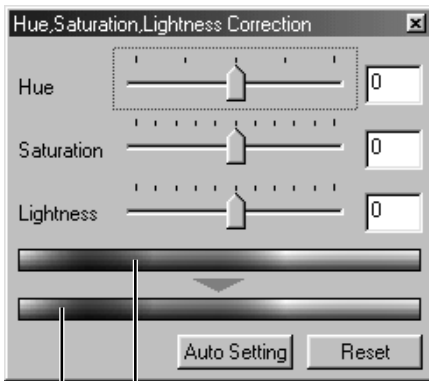 Hue,Saturation,Lightness Correction
Hue 0
Saturation 0
Lightness 0
Auto Setting Reset